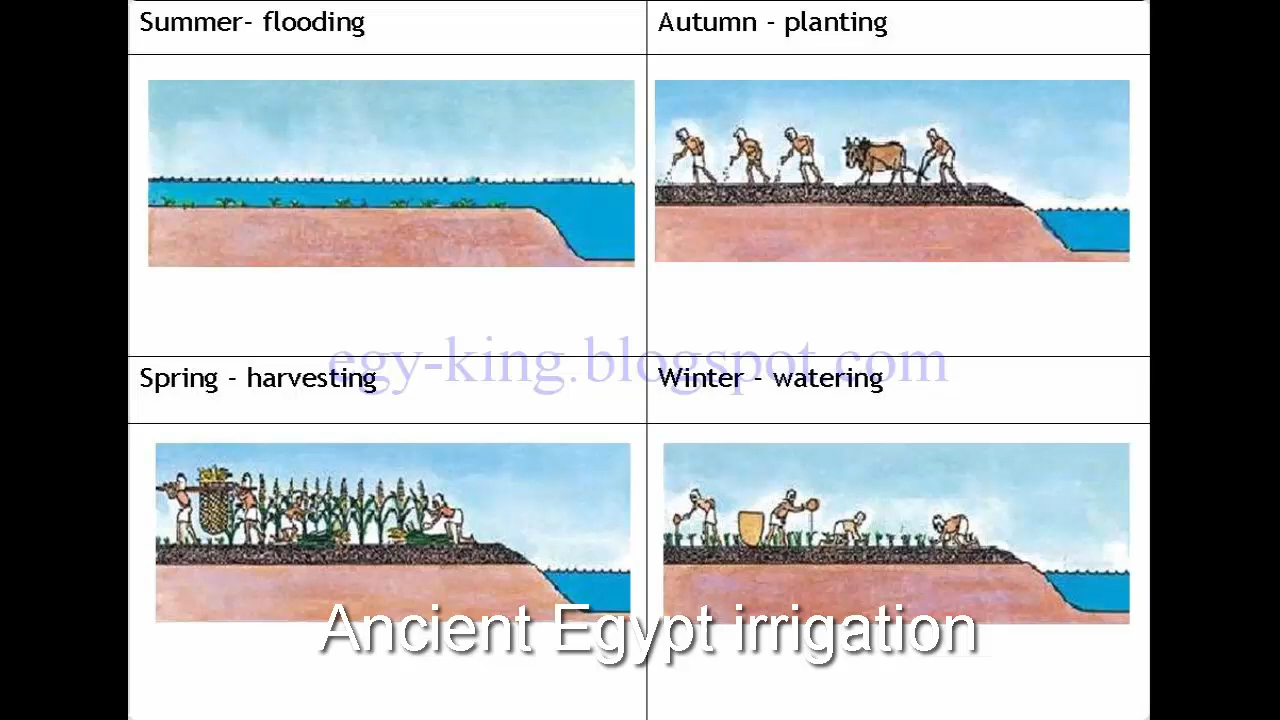 Summer- flooding
Autumn - planting
egy-king.blogspot.com
Spring - harvesting
Winter - watering
Ancient Egypt irrigation